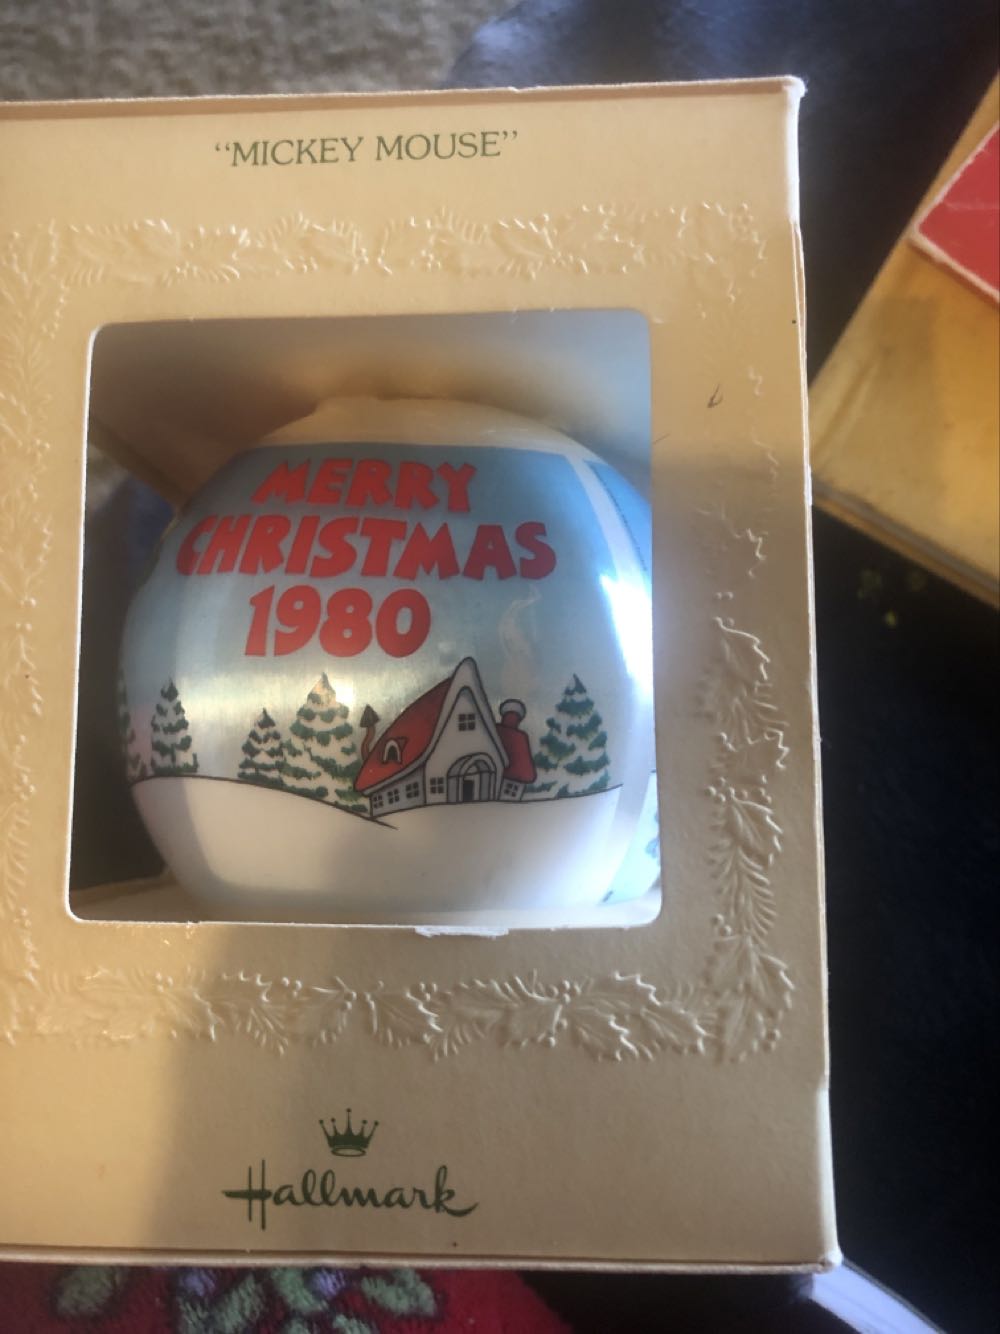 “MICKEY MOUSE”
MERRY
CHRISTMAS
1980
Hallmark